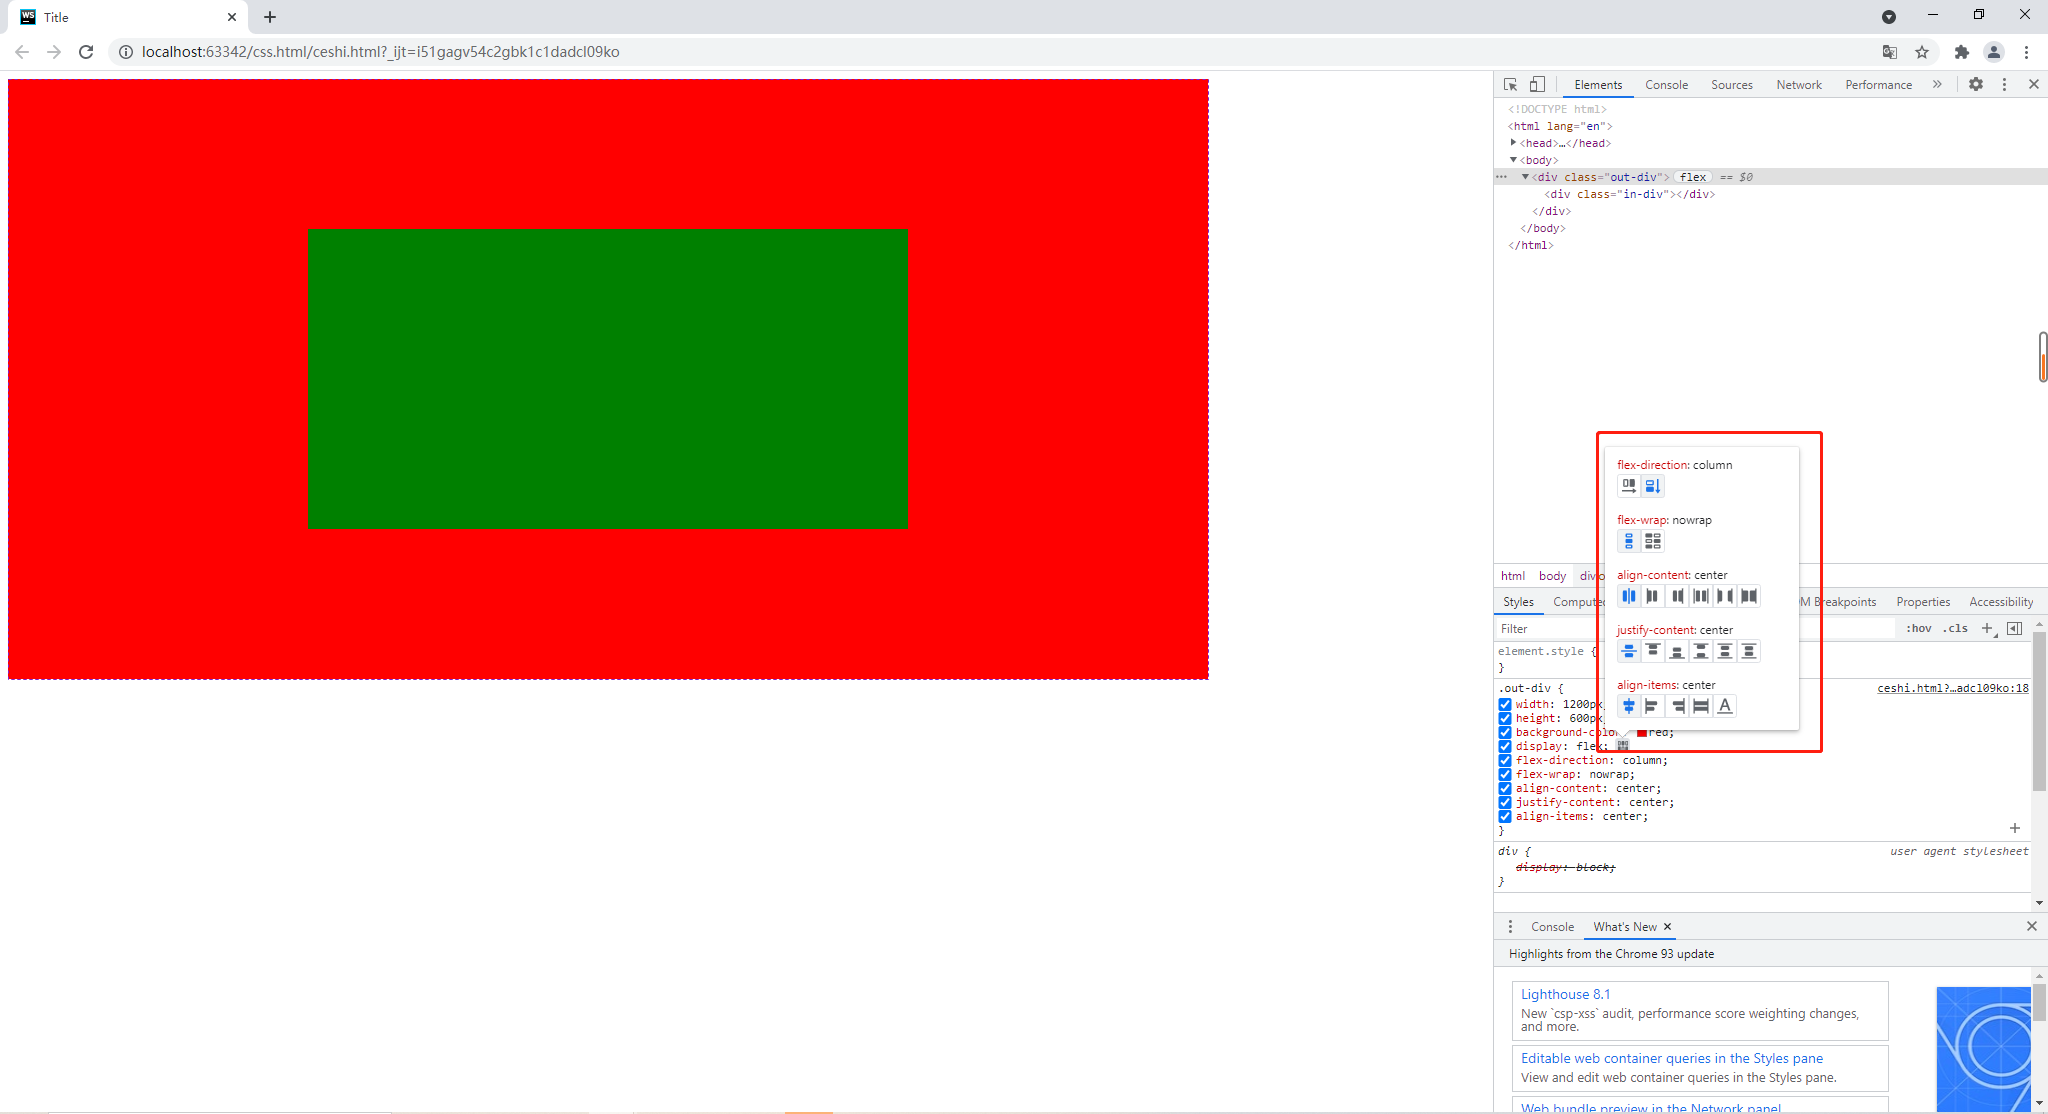 Title
localhost:63342/css.html/ceshi.html?_ijt=i51gagv54c2gbk1c1dadcl09ko
Elements Console Sources Network Performance
<!DOCTYPE html>
<html lang="en">
<head>…</head>
<body>
<div class="out-div"> flex == $0
<div class="in-div"></div>
</div>
</body>
</html>
flex-direction: column
flex-wrap: nowrap
align-content: center
justify-content: center
align-items: center
html body
Styles Breakpoints Properties Accessibility
Filter :hov .cls
element.style {
}
.out-div { ceshi.html?…adcl09ko:18
width: 1200px
height: 600px
red;
display: flex;
flex-direction: column;
flex-wrap: nowrap;
align-content: center;
justify-content: center;
align-items: center;
}
div { user agent stylesheet
display: block;
}
Console What's New
Highlights from the Chrome 93 update
Lighthouse 8.1
New `csp-xss` audit, performance score weighting changes,
and more.
Editable web container queries in the Styles pane
View and edit web container queries in the Styles pane.
Web bundle preview in the Network panel